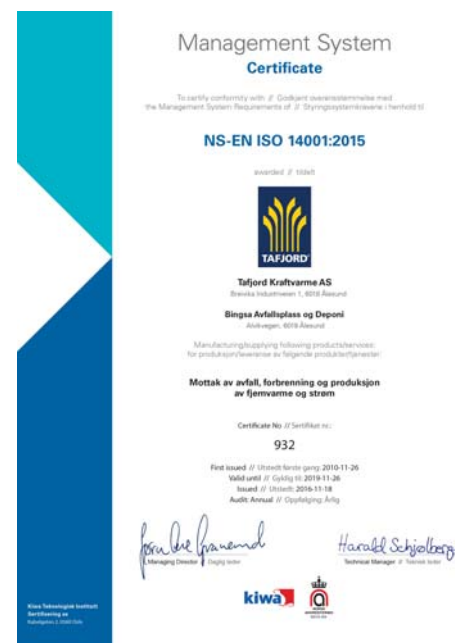 Management System
Certificate
To certify conformity with // Godkjent overensstemmelse med
the Management System Requirements of // Styringssystemkravene i henhold til
NS-EN ISO 14001:2015
awarded // tildelt
TAFJORD
Tafjord Kraftvarme AS
Breivika Industriveien 1, 6018 Ålesund
Bingsa Avfallsplass og Deponi
Alvikvegen, 6019 Ålesund
Manufacturing/supplying following products/services:
for produksjon/leveranse av følgende produkter/tjenester:
Mottak av avfall, forbrenning og produksjon
av fjernvarme og strøm
Certificate No // Sertifikat nr.:
932
First issued // Utstedt første gang: 2010-11-26
Valid until // Gyldig til: 2019-11-26
Issued // Utstedt: 2016-11-18
Audit: Annual // Oppfølging: Årlig
Harald Schjølberg
Managing Director // Daglig leder
Technical Manager // Teknisk leder
kiwa
Kiwa Teknologisk Institutt
Sertifisering as